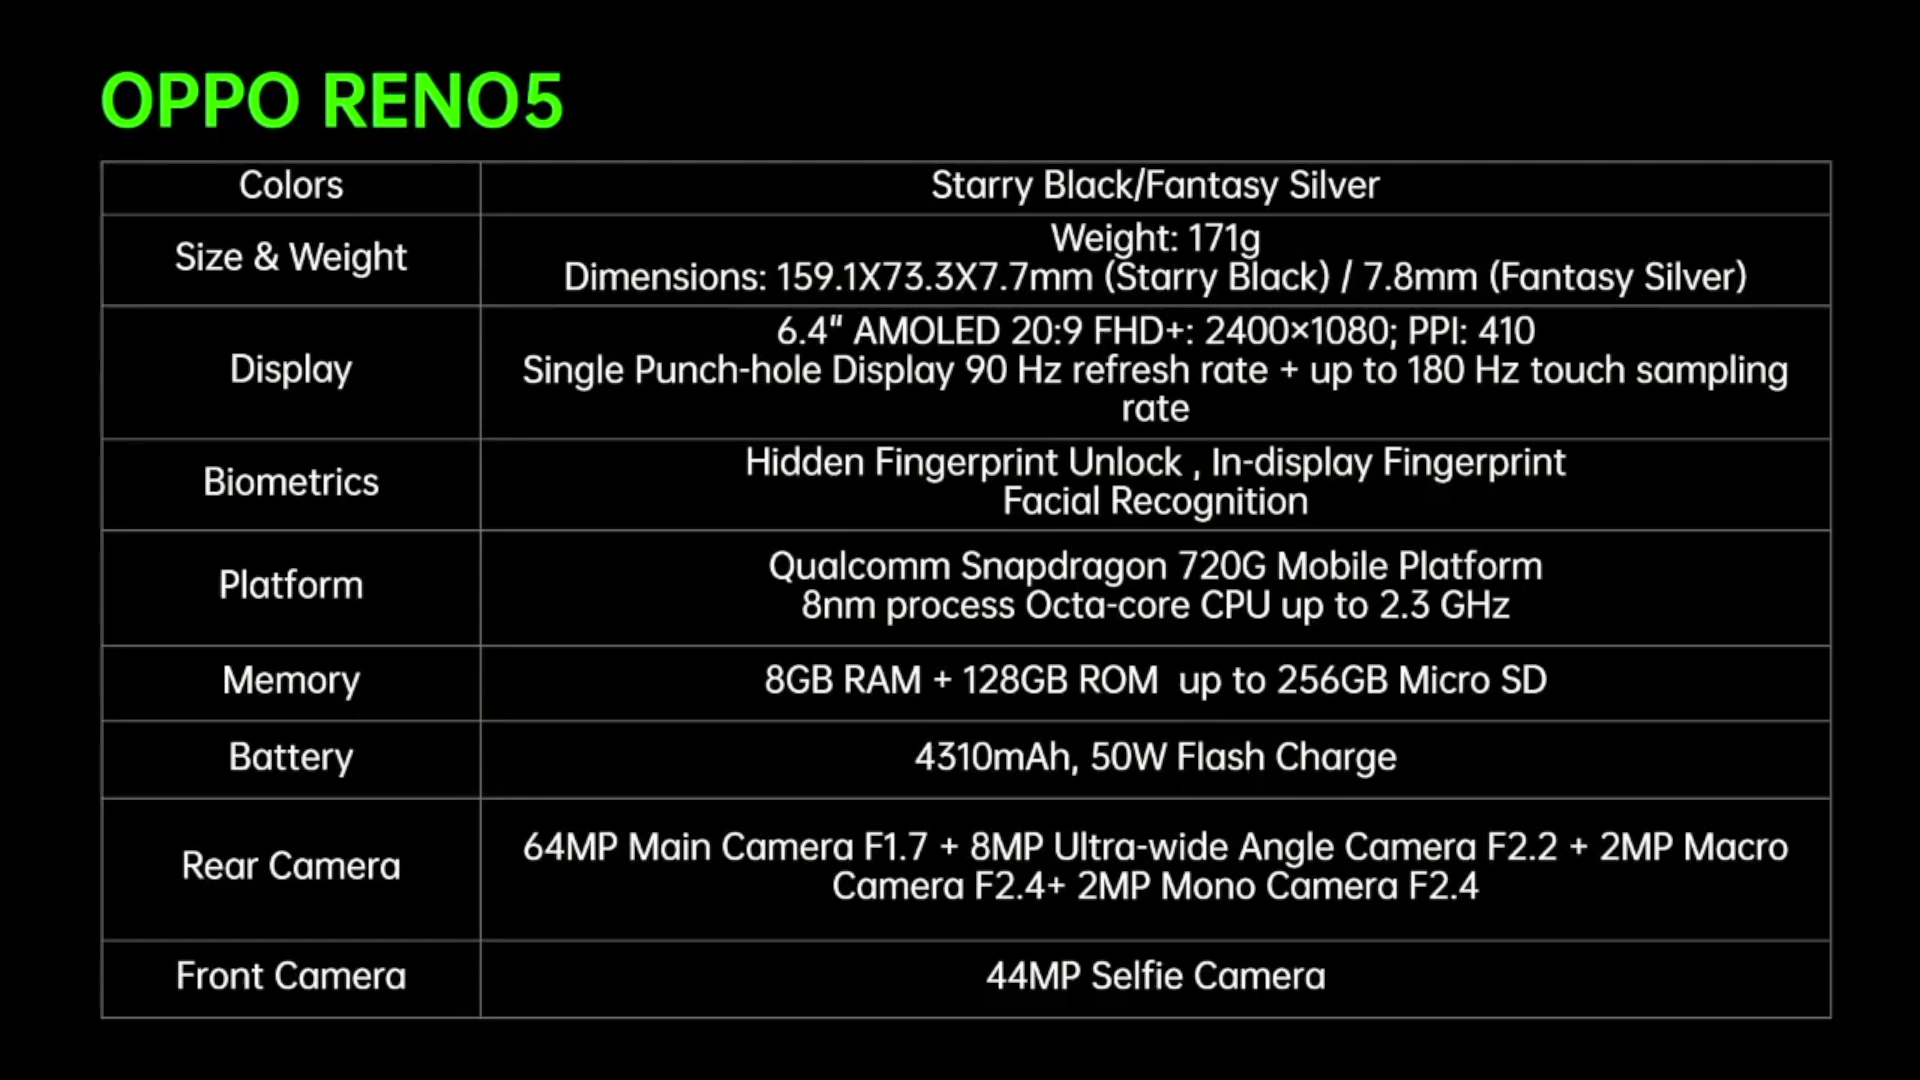 OPPO RENO5
Colors
Starry Black/Fantasy Silver
Size & Weight
Weight: 171g
Dimensions: 159.1X73.3X7.7mm (Starry Black) / 7.8mm (Fantasy Silver)
Display
6.4“ AMOLED 20:9 FHD+: 2400×1080; PPI: 410
Single Punch-hole Display 90 Hz refresh rate + up to 180 Hz touch sampling
rate
Biometrics
Hidden Fingerprint Unlock , In-display Fingerprint
Facial Recognition
Platform
Qualcomm Snapdragon 720G Mobile Platform
8nm process Octa-core CPU up to 2.3 GHz
Memory
8GB RAM + 128GB ROM  up to 256GB Micro SD
Battery
4310mAh, 50W Flash Charge
Rear Camera
64MP Main Camera F1.7 + 8MP Ultra-wide Angle Camera F2.2 + 2MP Macro
Camera F2.4+ 2MP Mono Camera F2.4
Front Camera
44MP Selfie Camera